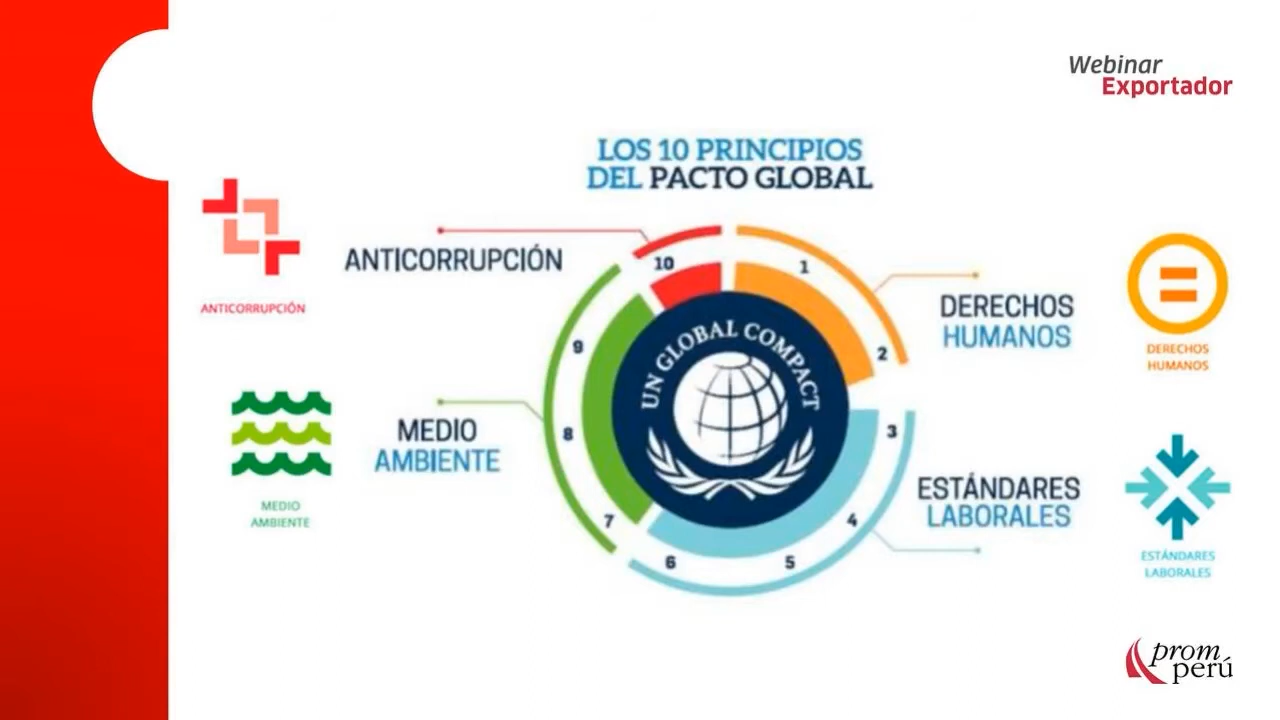 Webinar
Exportador
LOS 10 PRINCIPIOS
DEL PACTO GLOBAL
ANTICORRUPCIÓN
ANTICORRUPCIÓN
10
1
2
DERECHOS
HUMANOS
DERECHOS
HUMANOS
9
8
7
MEDIO
AMBIENTE
MEDIO
AMBIENTE
UN GLOBAL COMPACT
3
4
5
6
ESTÁNDARES
LABORALES
ESTÁNDARES
LABORALES
prom
perú